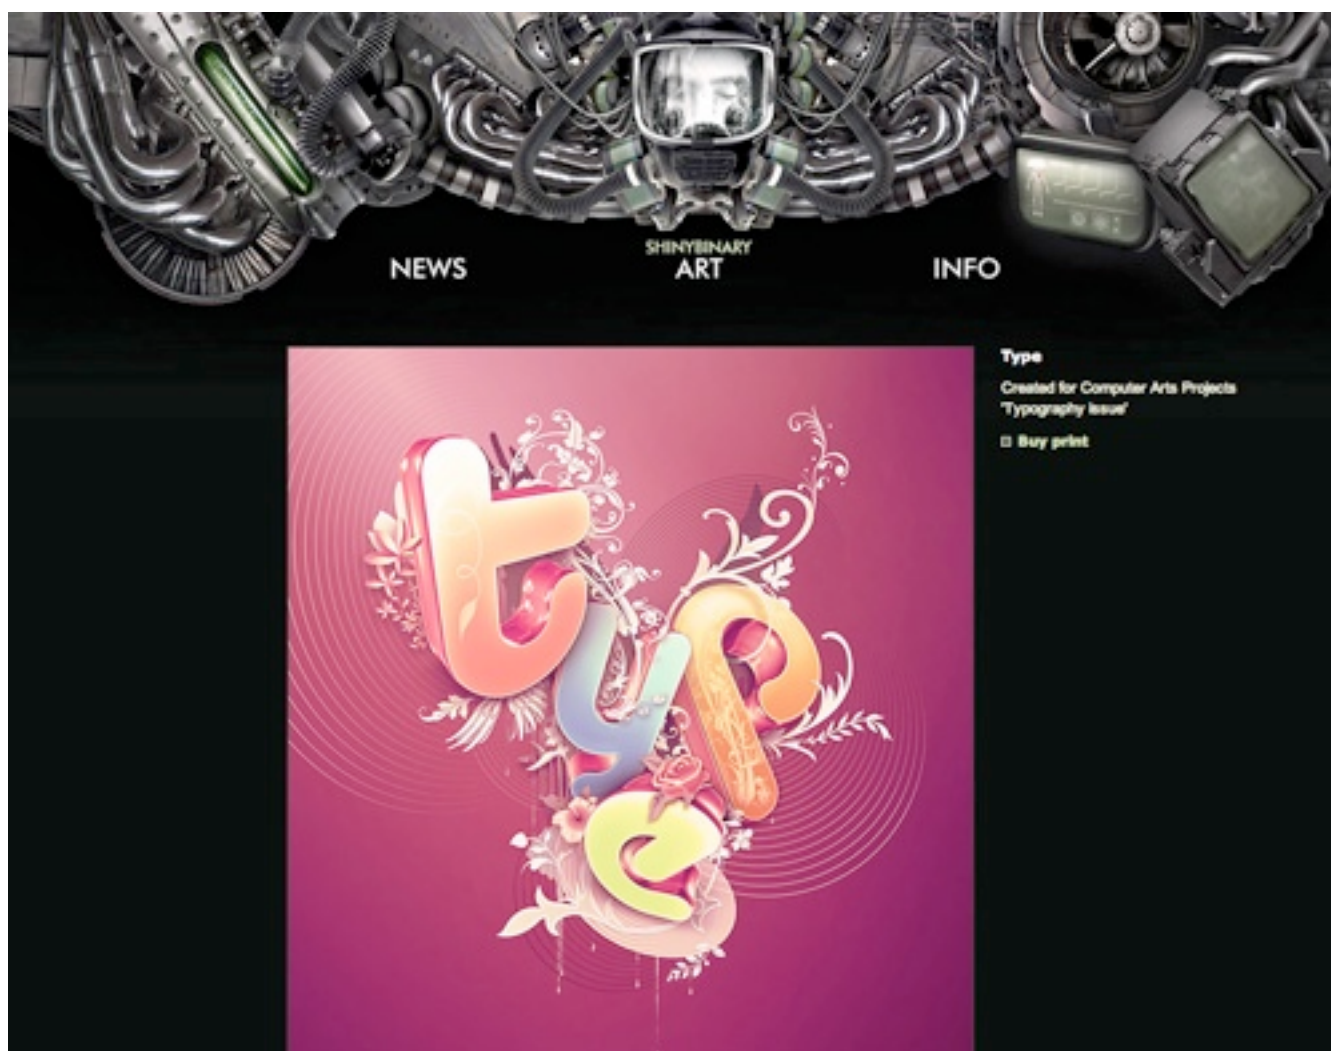 SHINYBINARY
NEWS ART INFO
Type
Created for Computer Arts Projects
'Typography Issue'
Buy print
type